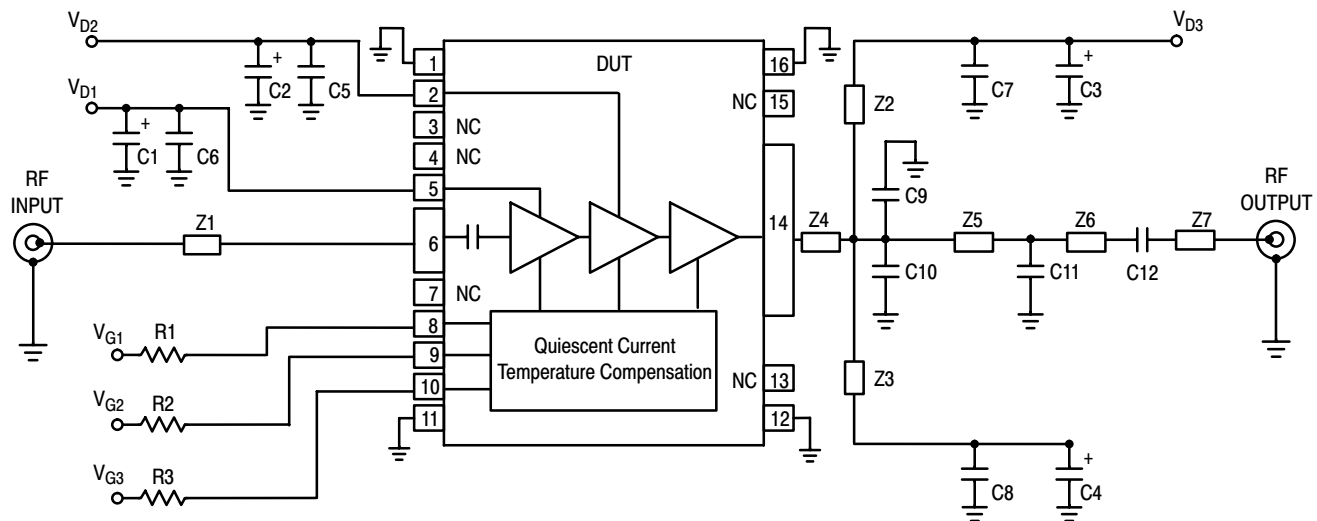 VD2
+
C2
C5
VD1
+
C1
C6
RF
INPUT
Z1
VG1
R1
VG2
R2
VG3
R3
1
2
3
NC
4
NC
5
6
7
NC
8
9
10
11
DUT
Quiescent Current
Temperature Compensation
16
NC
15
14
NC
13
12
VD3
Z2
C7
+
C3
C9
Z4
C10
Z5
C11
Z6
C12
Z7
RF
OUTPUT
Z3
C8
+
C4